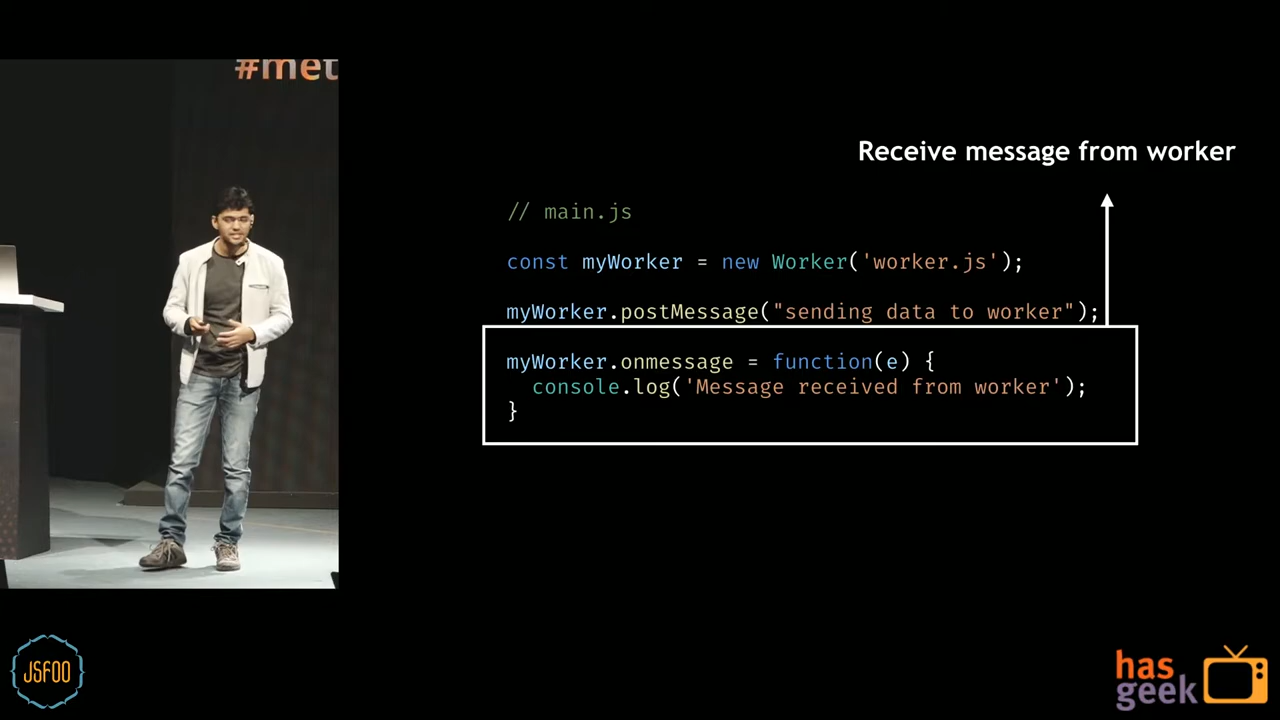 #met
Receive message from worker
// main.js
const myWorker = new Worker('worker.js');
myWorker.postMessage("sending data to worker");
myWorker.onmessage = function(e) {
  console.log('Message received from worker');
}
JSFOO
has
geek